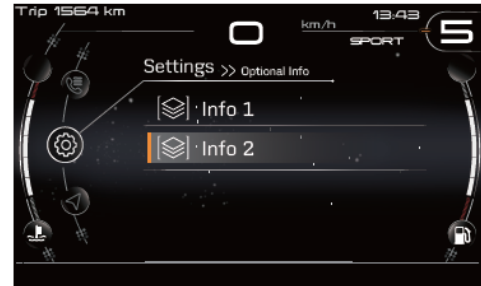 Trip 1564 km
0
km/h
13:43
SPORT
5
Settings >> Optional Info
Info 1
Info 2